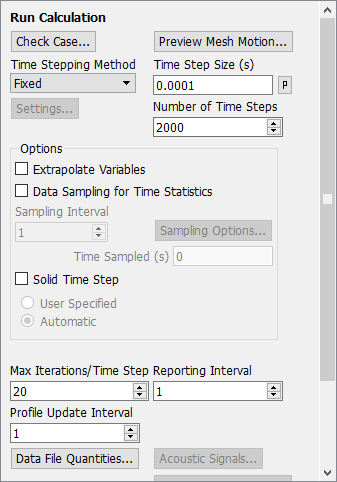 Run Calculation
Check Case... Preview Mesh Motion...
Time Stepping Method Time Step Size (s)
Fixed 0.0001 P
Settings... Number of Time Steps
2000
Options
Extrapolate Variables
Data Sampling for Time Statistics
Sampling Interval
1 Sampling Options...
Time Sampled (s) 0
Solid Time Step
User Specified
Automatic
Max Iterations/Time Step Reporting Interval
20 1
Profile Update Interval
1
Data File Quantities... Acoustic Signals...